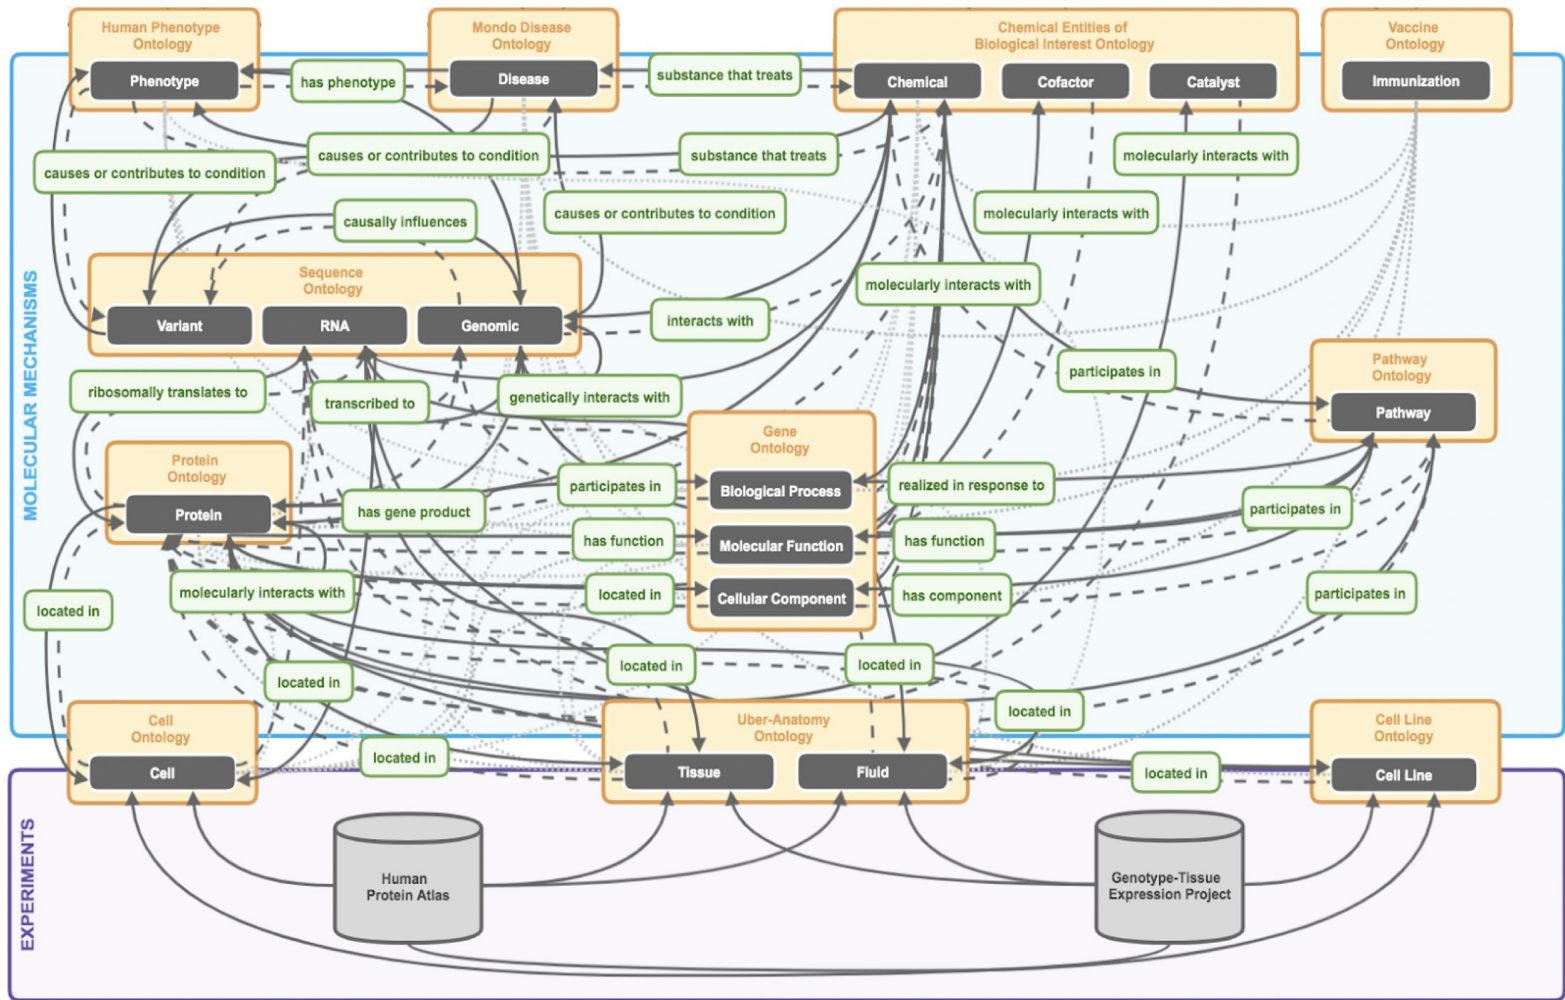 Human Phenotype
Ontology
Mondo Disease
Ontology
Chemical Entities of
Biological Interest Ontology
Vaccine
Ontology
Phenotype
has phenotype
Disease
substance that treats
Chemical
Cofactor
Catalyst
Immunization
causes or contributes to condition
causes or contributes to condition
substance that treats
molecularly interacts with
causally influences
causes or contributes to condition
molecularly interacts with
MOLECULAR MECHANISMS
Sequence
Ontology
molecularly interacts with
Variant
RNA
Genomic
interacts with
ribosomally translates to
transcribed to
genetically interacts with
participates in
Pathway
Ontology
Pathway
Gene
Ontology
Protein
Ontology
Biological Process
participates in
realized in response to
Protein
has gene product
participates in
has function
Molecular Function
has function
molecularly interacts with
located in
Cellular Component
has component
participates in
located in
located in
located in
located in
located in
Cell
Ontology
Uber-Anatomy
Ontology
Cell Line
Ontology
located in
Cell
Tissue
Fluid
located in
Cell Line
EXPERIMENTS
Human
Protein Atlas
Genotype-Tissue
Expression Project